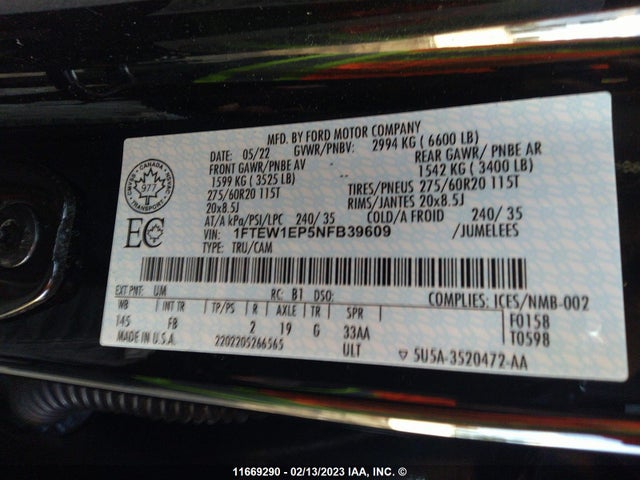 MFD. BY FORD MOTOR COMPANY
DATE: 05/22 GVWR/PNBV: 2994 KG ( 6600 LB)
FRONT GAWR/PNBE AV REAR GAWR/ PNBE AR
1599 KG ( 3525 LB) 1542 KG ( 3400 LB)
275/60R20 115T TIRES/PNEUS 275/60R20 115T
20x8.5J RIMS/JANTES 20x8.5J
AT/A kPa/PSI/LPC 240/ 35 COLD/A FROID 240/ 35
VIN: 1FTEW1EP5NFB39609 /JUMELEES
TYPE: TRU/CAM
CANADA
977
TRANSPORT
EC
EXT PNT: UM RC: B1 DSO: COMPLIES: ICES/NMB-002
WB INT TR TP/PS R AXLE TR SPR F0158
145 FB 2 19 G 33AA T0598
2202205266565 ULT 5U5A-3520472-AA
11669290 - 02/13/2023 IAA, INC. ©